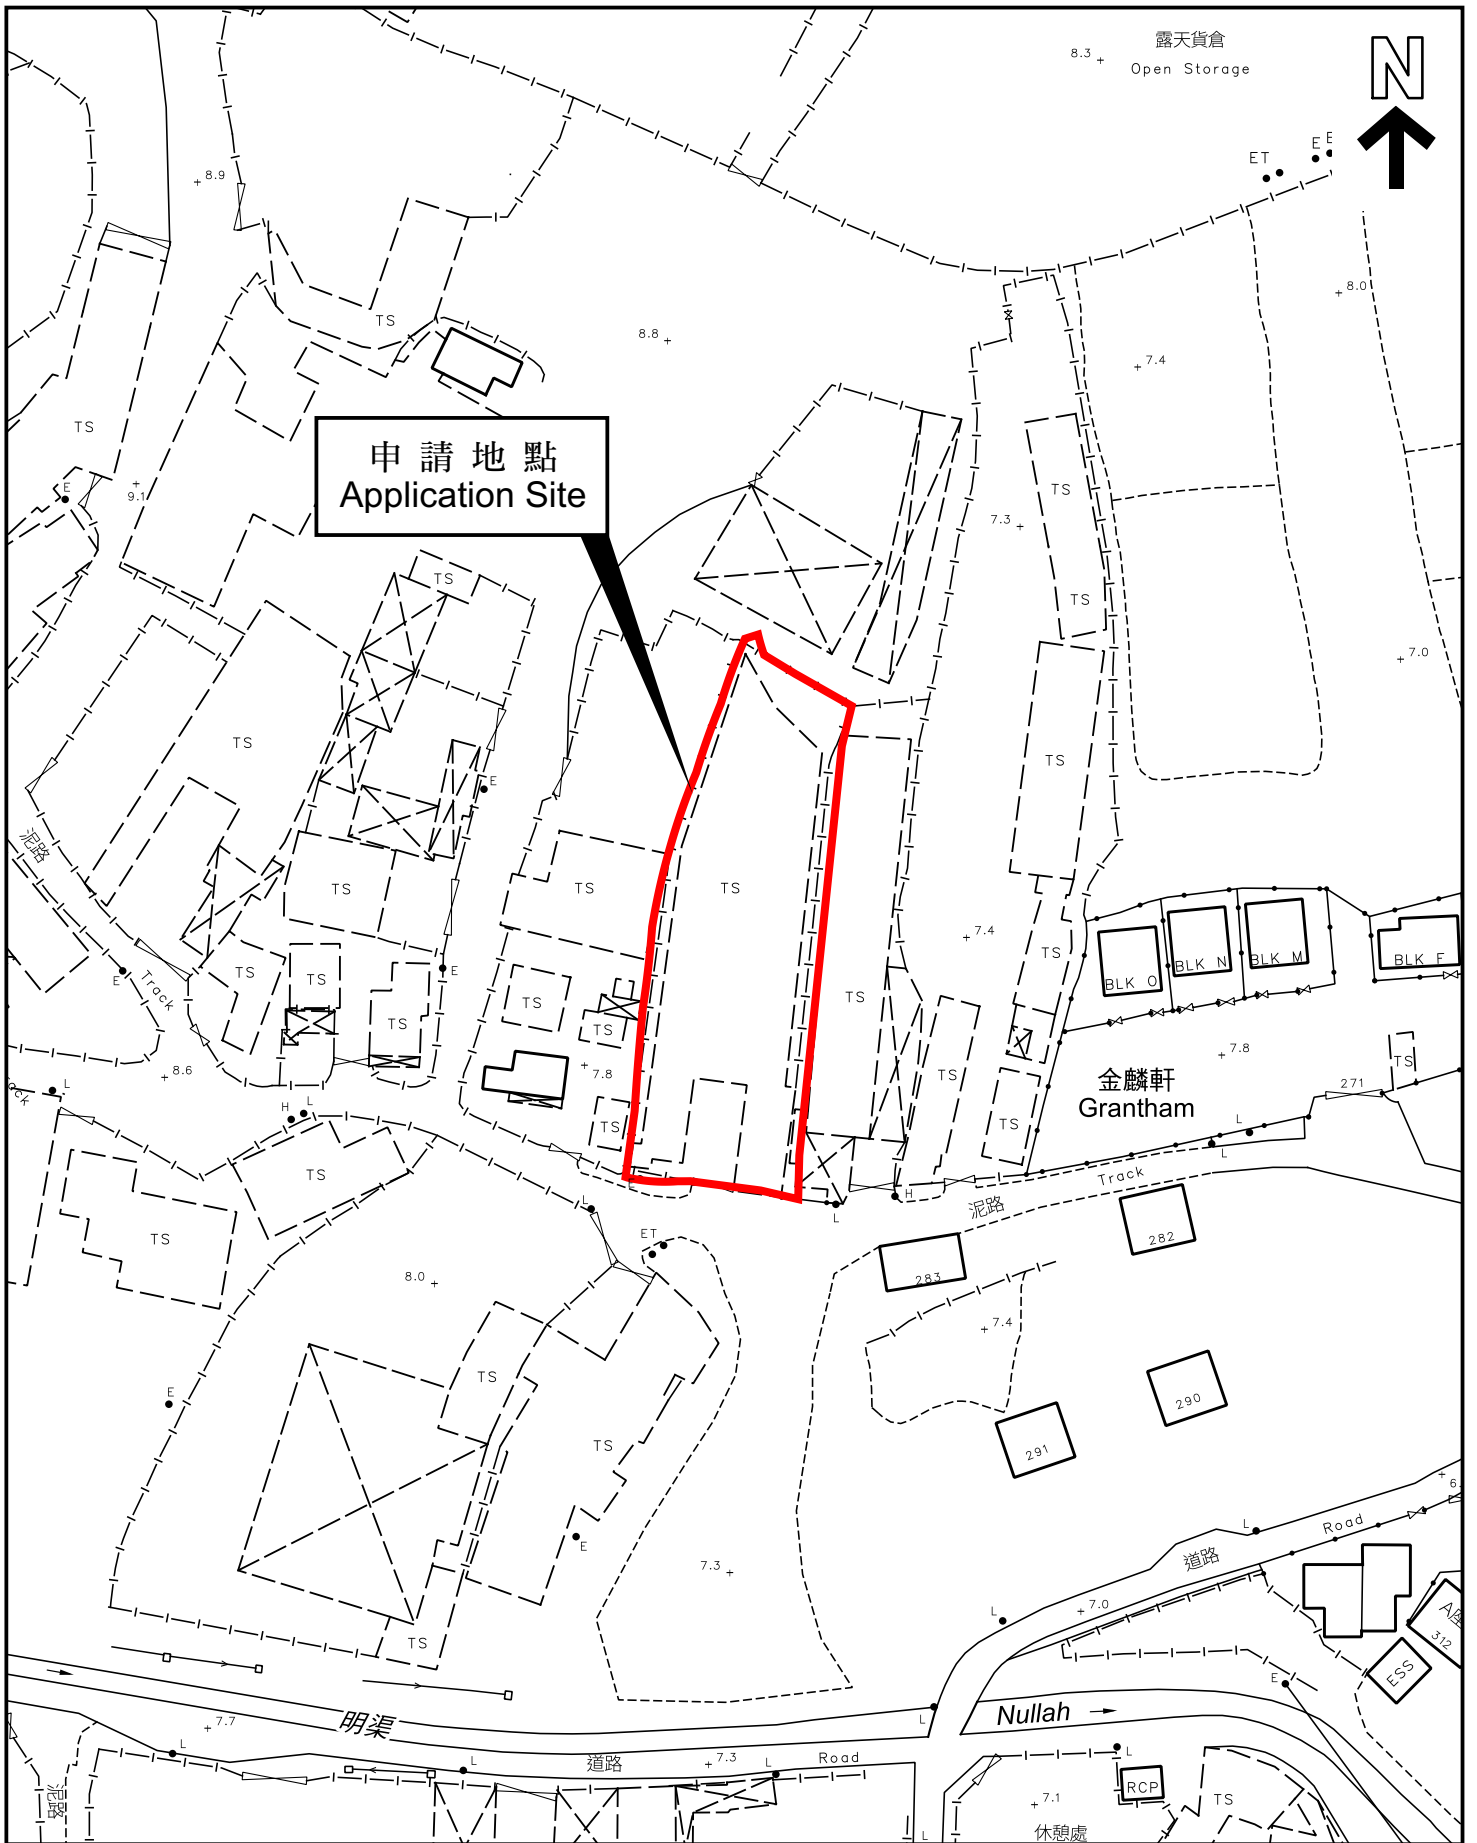 露天貨倉
Open Storage
8.3
N
E E
ET
8.9
8.0
TS
8.8
7.4
TS
申請地點
Application Site
E
9.1
TS
7.3
TS
TS
7.0
TS
TS
E
泥路
TS
TS
TS
TS
7.4
TS
BLK O
BLK N
BLK M
BLK F
E
Track
TS
TS
E
TS
TS
TS
TS
7.8
TS
8.6
7.8
TS
TS
271
金麟軒
Grantham
L
H
L
TS
TS
L
L
TS
Track
E
H
泥路
L
L
TS
ET
282
283
8.0
7.4
TS
E
290
291
TS
E
L
Road
道路
7.3
7.0
L
A座
312
ESS
TS
E
明渠
Nullah
L
7.7
L
道路
7.3
Road
L
L
L
泥路
RCP
TS
7.1
休憩處
L